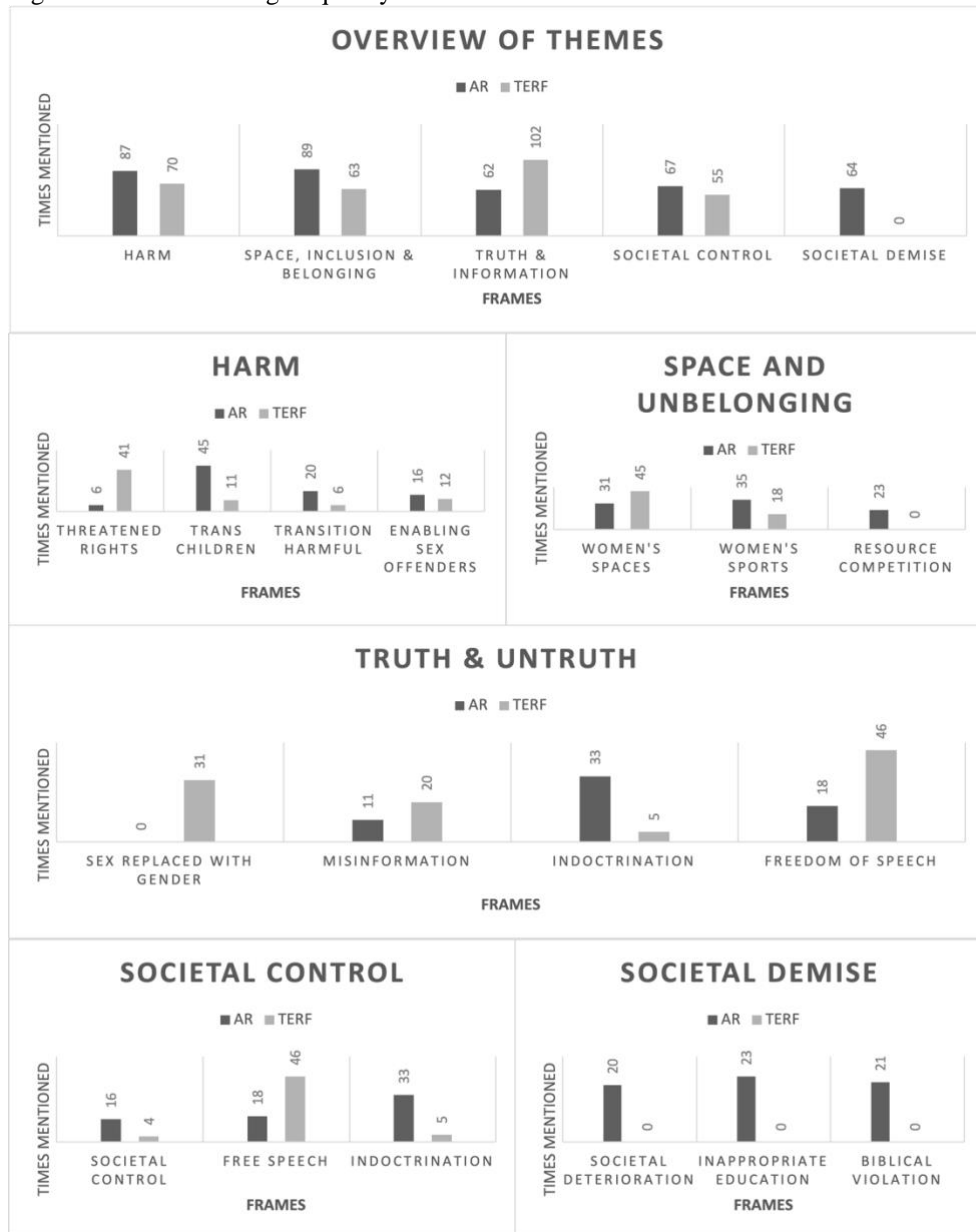 OVERVIEW OF THEMES
AR TERF
TIMES MENTIONED
87 70 89 63 62 102 67 55 64 0
HARM SPACE, INCLUSION & BELONGING TRUTH & INFORMATION SOCIETAL CONTROL SOCIETAL DEMISE
FRAMES
HARM
AR TERF
TIMES MENTIONED
6 41 45 11 20 6 16 12
THREATENED RIGHTS TRANS CHILDREN TRANSITION HARMFUL ENABLING SEX OFFENDERS
FRAMES
SPACE AND
UNBELONGING
AR TERF
TIMES MENTIONED
31 45 35 18 23 0
WOMEN'S SPACES WOMEN'S SPORTS RESOURCE COMPETITION
FRAMES
TRUTH & UNTRUTH
AR TERF
TIMES MENTIONED
0 31 11 20 33 5 18 46
SEX REPLACED WITH GENDER MISINFORMATION INDOCTRINATION FREEDOM OF SPEECH
FRAMES
SOCIETAL CONTROL
AR TERF
TIMES MENTIONED
16 4 18 46 33 5
SOCIETAL CONTROL FREE SPEECH INDOCTRINATION
FRAMES
SOCIETAL DEMISE
AR TERF
TIMES MENTIONED
20 0 23 0 21 0
SOCIETAL DETERIORATION INAPPROPRIATE EDUCATION BIBLICAL VIOLATION
FRAMES